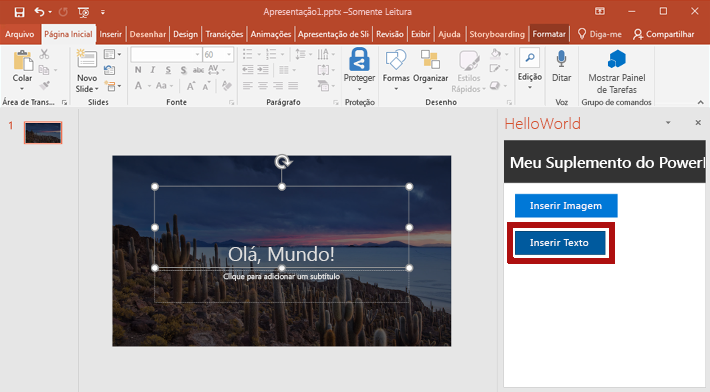 Apresentação1.pptx –Somente Leitura
Arquivo Página Inicial Inserir Desenhar Design Transições Animações Apresentação de Sli Revisão Exibir Ajuda Storyboarding Formatar Diga-me Compartilhar
Colar
Novo
Slide
60
N I S S abc AV
A Aa A A A
Proteger
Formas
Organizar
Estilos
Rápidos
Edição
Ditar
Mostrar Painel
de Tarefas
Área de Trans... Slides Fonte Parágrafo Proteção Desenho Voz Grupo de comandos
1
HelloWorld
Meu Suplemento do Power
Inserir Imagem
Inserir Texto
Olá, Mundo!
Clique para adicionar um subtítulo